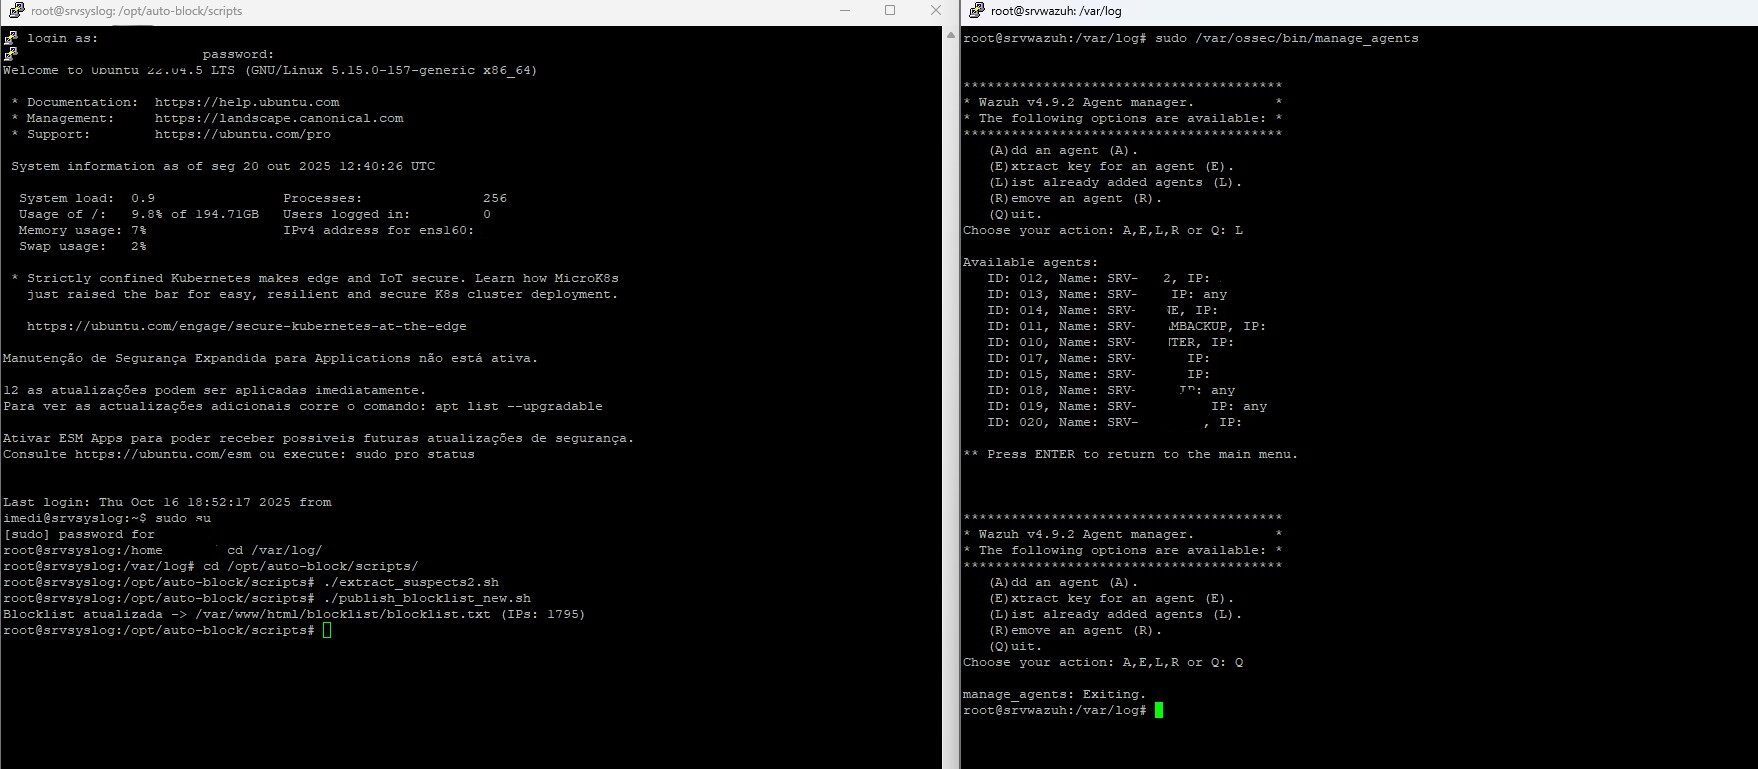 root@srvsyslog: /opt/auto-block/scripts
login as:
password:
Welcome to Ubuntu 22.04.5 LTS (GNU/Linux 5.15.0-157-generic x86_64)
* Documentation:  https://help.ubuntu.com
* Management:     https://landscape.canonical.com
* Support:        https://ubuntu.com/pro
System information as of seg 20 out 2025 12:40:26 UTC
System load:  0.9                Processes:              256
Usage of /:   9.8% of 194.71GB   Users logged in:        0
Memory usage: 7%                 IPv4 address for ens160:
Swap usage:   2%
* Strictly confined Kubernetes makes edge and IoT secure. Learn how MicroK8s
just raised the bar for easy, resilient and secure K8s cluster deployment.
https://ubuntu.com/engage/secure-kubernetes-at-the-edge
Manutenção de Segurança Expandida para Applications não está ativa.
12 as atualizações podem ser aplicadas imediatamente.
Para ver as actualizações adicionais corre o comando: apt list --upgradable
Ativar ESM Apps para poder receber possiveis futuras atualizações de segurança.
Consulte https://ubuntu.com/esm ou execute: sudo pro status
Last login: Thu Oct 16 18:52:17 2025 from
imedi@srvsyslog:~$ sudo su
[sudo] password for
root@srvsyslog:/home cd /var/log/
root@srvsyslog:/var/log# cd /opt/auto-block/scripts/
root@srvsyslog:/opt/auto-block/scripts# ./extract_suspects2.sh
root@srvsyslog:/opt/auto-block/scripts# ./publish_blocklist_new.sh
Blocklist atualizada -> /var/www/html/blocklist/blocklist.txt (IPs: 1795)
root@srvsyslog:/opt/auto-block/scripts#
root@srvwazuh: /var/log
root@srvwazuh:/var/log# sudo /var/ossec/bin/manage_agents
****************************************
* Wazuh v4.9.2 Agent manager.          *
* The following options are available: *
****************************************
(A)dd an agent (A).
(E)xtract key for an agent (E).
(L)ist already added agents (L).
(R)emove an agent (R).
(Q)uit.
Choose your action: A,E,L,R or Q: L
Available agents:
ID: 012, Name: SRV- 2, IP:
ID: 013, Name: SRV- IP: any
ID: 014, Name: SRV- NE, IP:
ID: 011, Name: SRV- MBACKUP, IP:
ID: 010, Name: SRV- TER, IP:
ID: 017, Name: SRV- IP:
ID: 015, Name: SRV- IP:
ID: 018, Name: SRV- IP: any
ID: 019, Name: SRV- IP: any
ID: 020, Name: SRV- , IP:
** Press ENTER to return to the main menu.
****************************************
* Wazuh v4.9.2 Agent manager.          *
* The following options are available: *
****************************************
(A)dd an agent (A).
(E)xtract key for an agent (E).
(L)ist already added agents (L).
(R)emove an agent (R).
(Q)uit.
Choose your action: A,E,L,R or Q: Q
manage_agents: Exiting.
root@srvwazuh:/var/log#